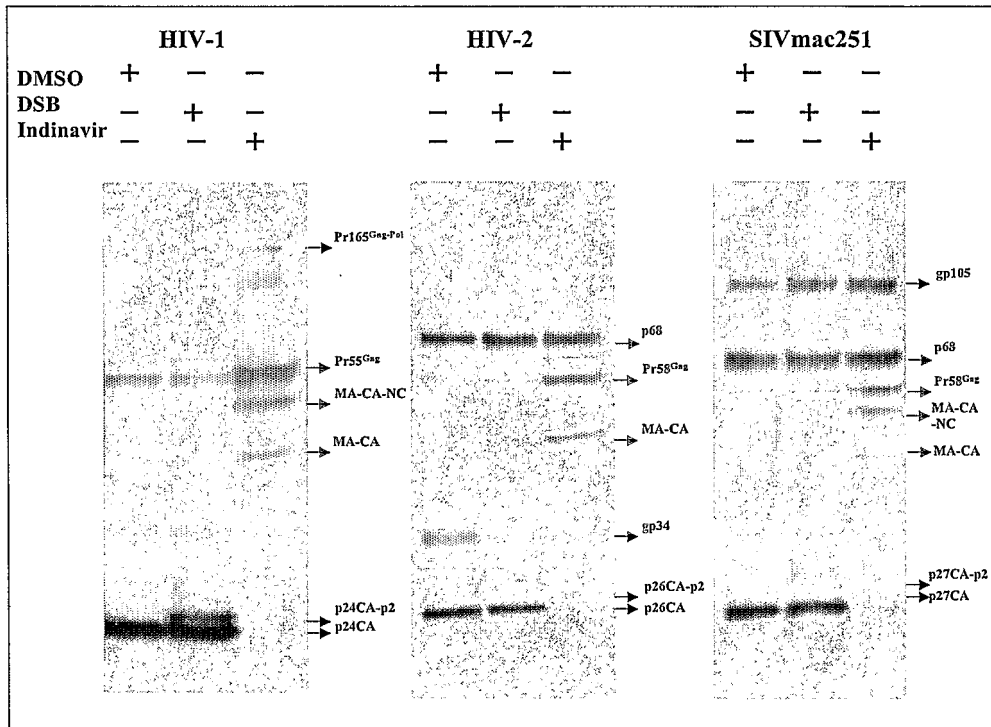 HIV-1 HIV-2 SIVmac251
DMSO + − − + − − + − −
DSB − + − − + − − + −
Indinavir − − + − − + − − +
Pr165Gag-Pol
Pr55Gag
MA-CA-NC
MA-CA
p24CA-p2
p24CA
p68
Pr58Gag
MA-CA
gp34
p26CA-p2
p26CA
gp105
p68
Pr58Gag
MA-CA
-NC
MA-CA
p27CA-p2
p27CA